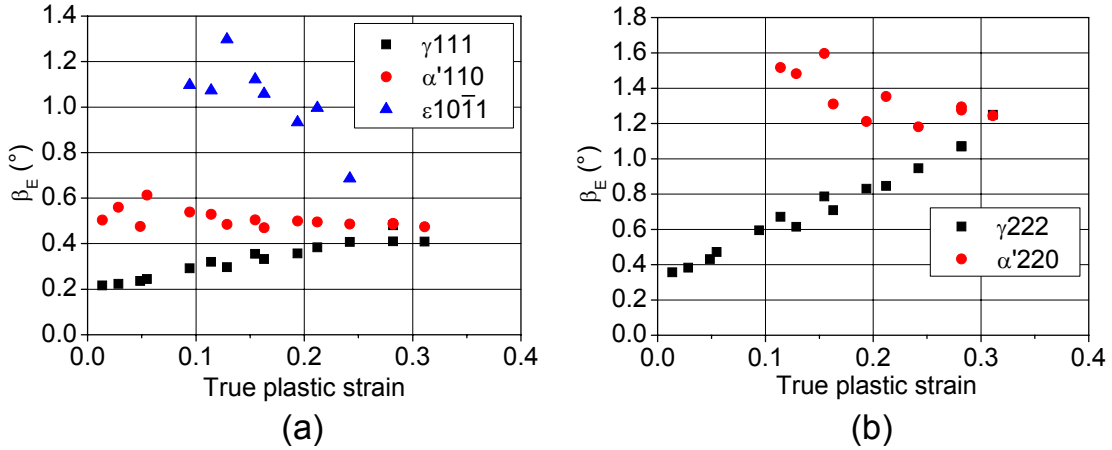 1.4
1.2
1.0
0.8
0.6
0.4
0.2
0.0
β_E (°)
γ111
α'110
ε101̄1
0.0 0.1 0.2 0.3 0.4
True plastic strain
(a)
1.8
1.6
1.4
1.2
1.0
0.8
0.6
0.4
0.2
0.0
β_E (°)
γ222
α'220
0.0 0.1 0.2 0.3 0.4
True plastic strain
(b)